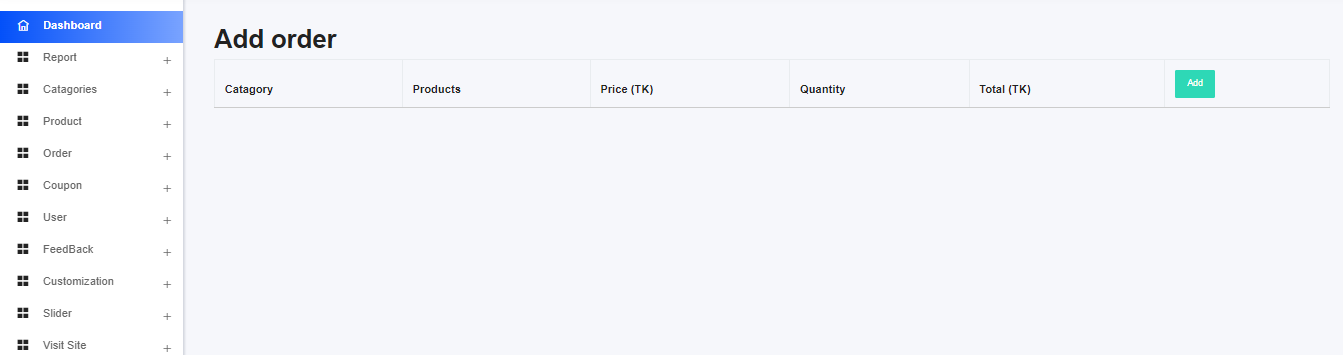 Dashboard
Report
Catagories
Product
Order
Coupon
User
FeedBack
Customization
Slider
Visit Site
Add order
Catagory Products Price (TK) Quantity Total (TK) Add